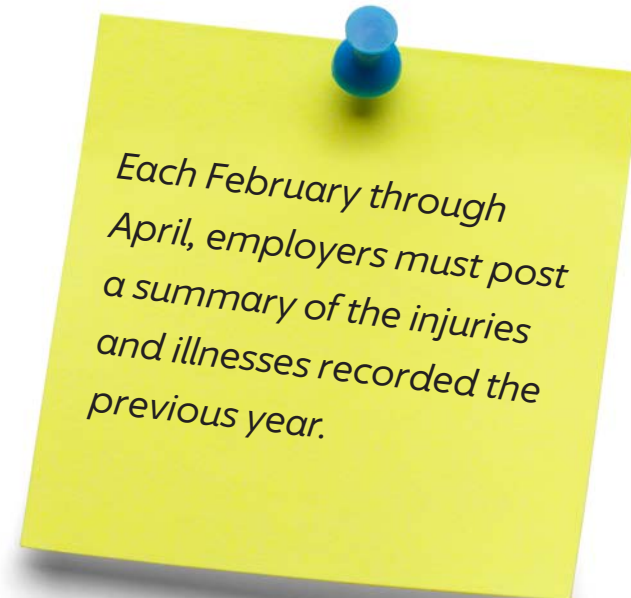 Each February through
April, employers must post
a summary of the injuries
and illnesses recorded the
previous year.